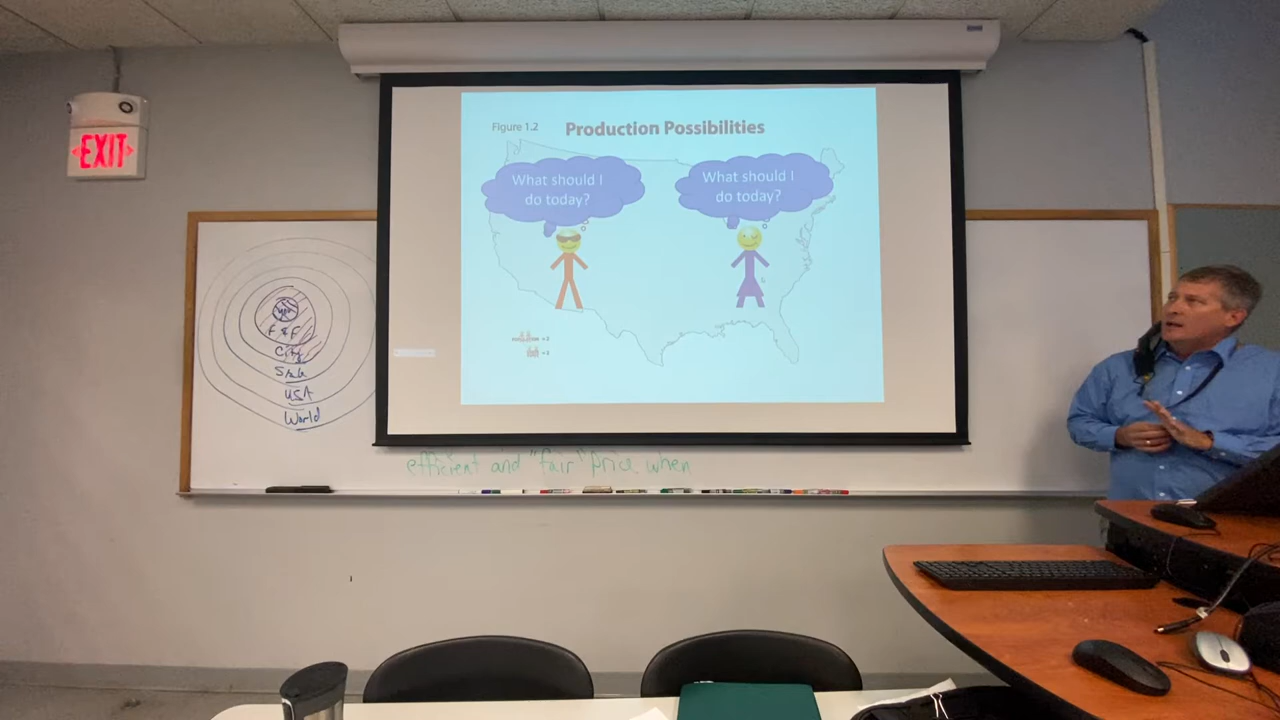 EXIT
Figure 1.2
Production Possibilities
What should I
do today?
What should I
do today?
you
F & F
City
State
USA
World
efficient and "fair" Price when